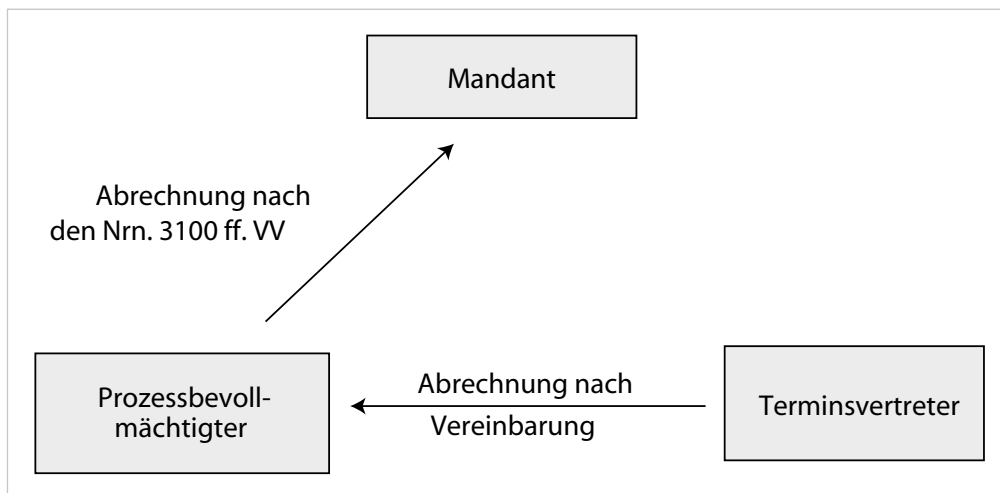 Mandant
Abrechnung nach
den Nrn. 3100 ff. VV
Prozessbevoll-
mächtigter
Abrechnung nach
Vereinbarung
Terminsvertreter